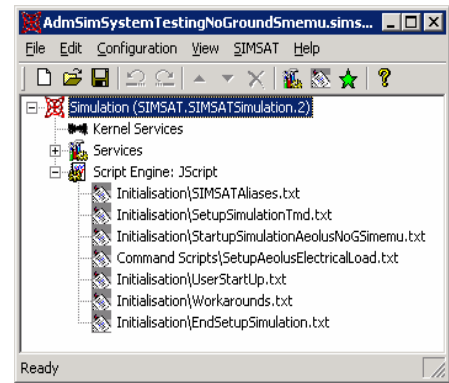 AdmSimSystemTestingNoGroundSmemu.sims...
File Edit Configuration View SIMSAT Help
Simulation (SIMSAT.SIMSATSimulation.2)
Kernel Services
Services
Script Engine: JScript
Initialisation\SIMSATAliases.txt
Initialisation\SetupSimulationTmd.txt
Initialisation\StartupSimulationAeolusNoGSimemu.txt
Command Scripts\SetupAeolusElectricalLoad.txt
Initialisation\UserStartUp.txt
Initialisation\Workarounds.txt
Initialisation\EndSetupSimulation.txt
Ready